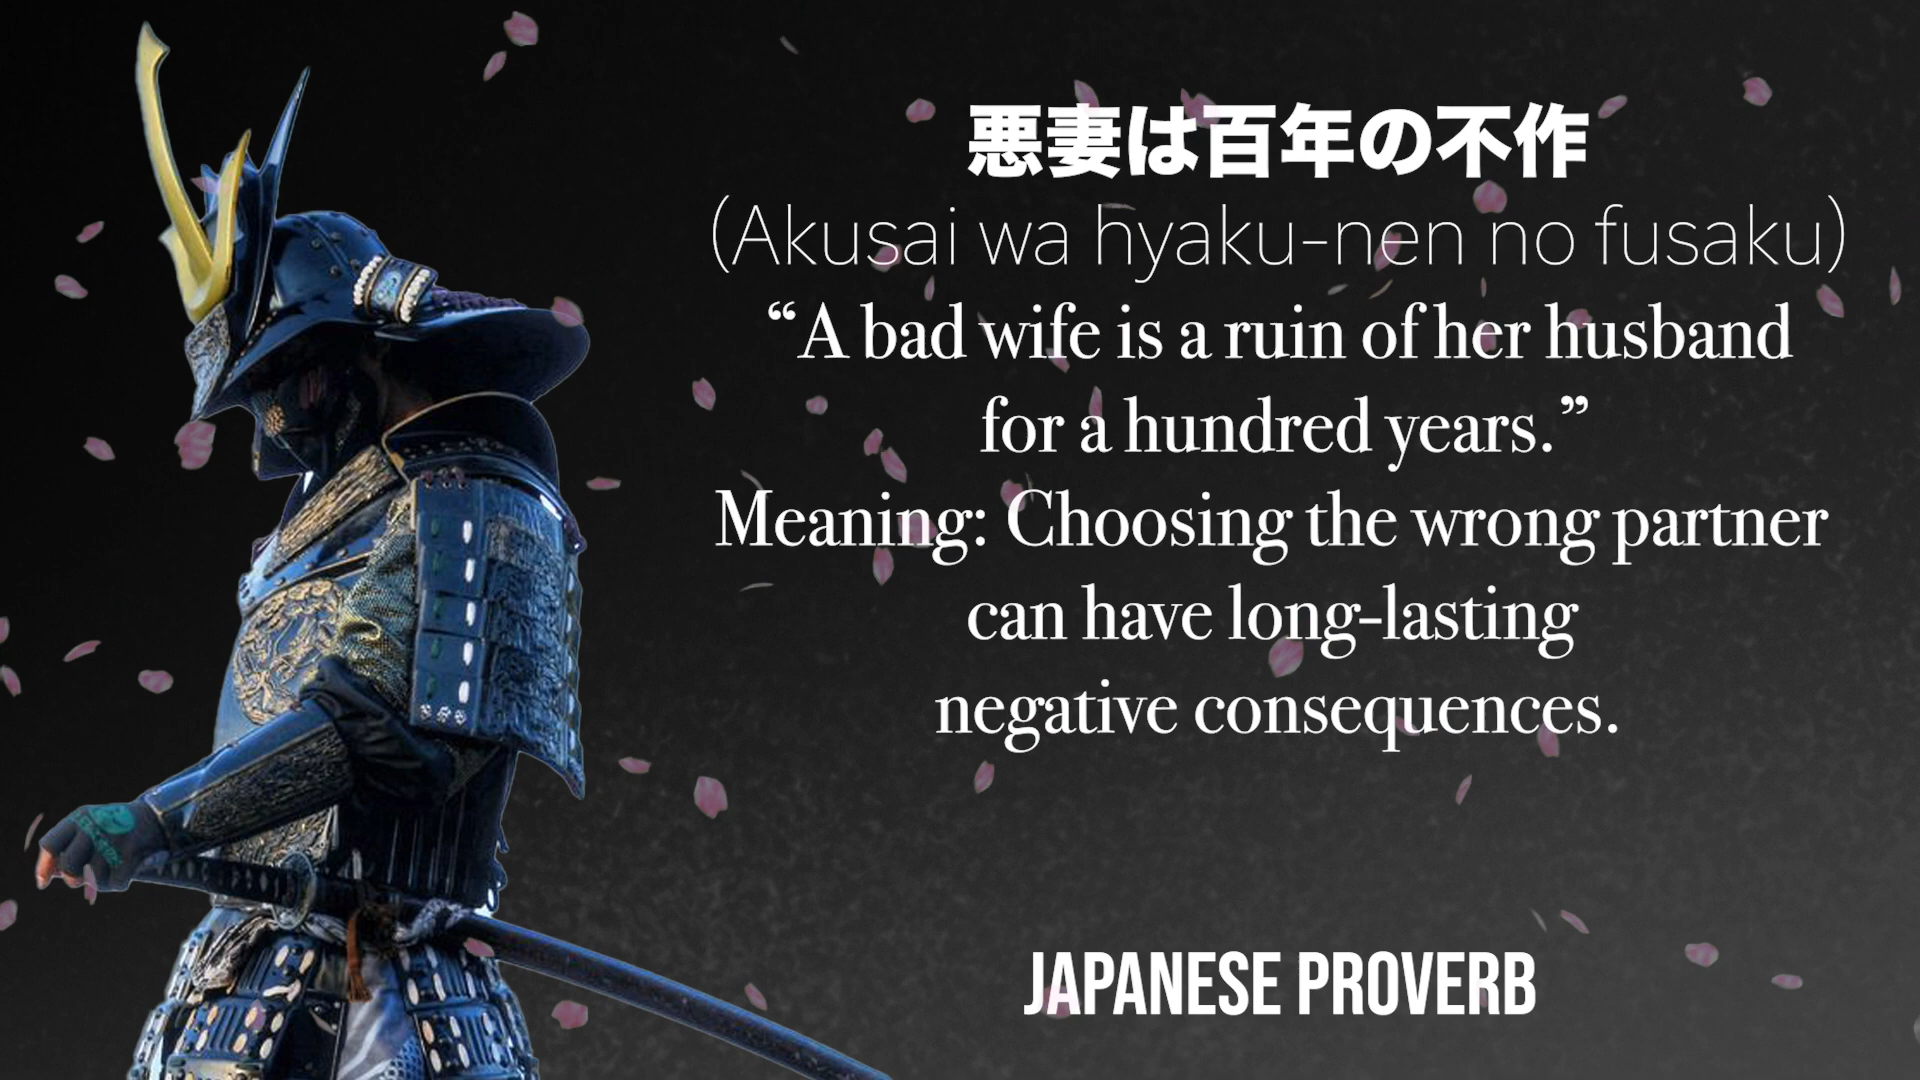 悪妻は百年の不作
(Akusai wa hyaku-nen no fusaku)
“A bad wife is a ruin of her husband
for a hundred years.”
Meaning: Choosing the wrong partner
can have long-lasting
negative consequences.
JAPANESE PROVERB